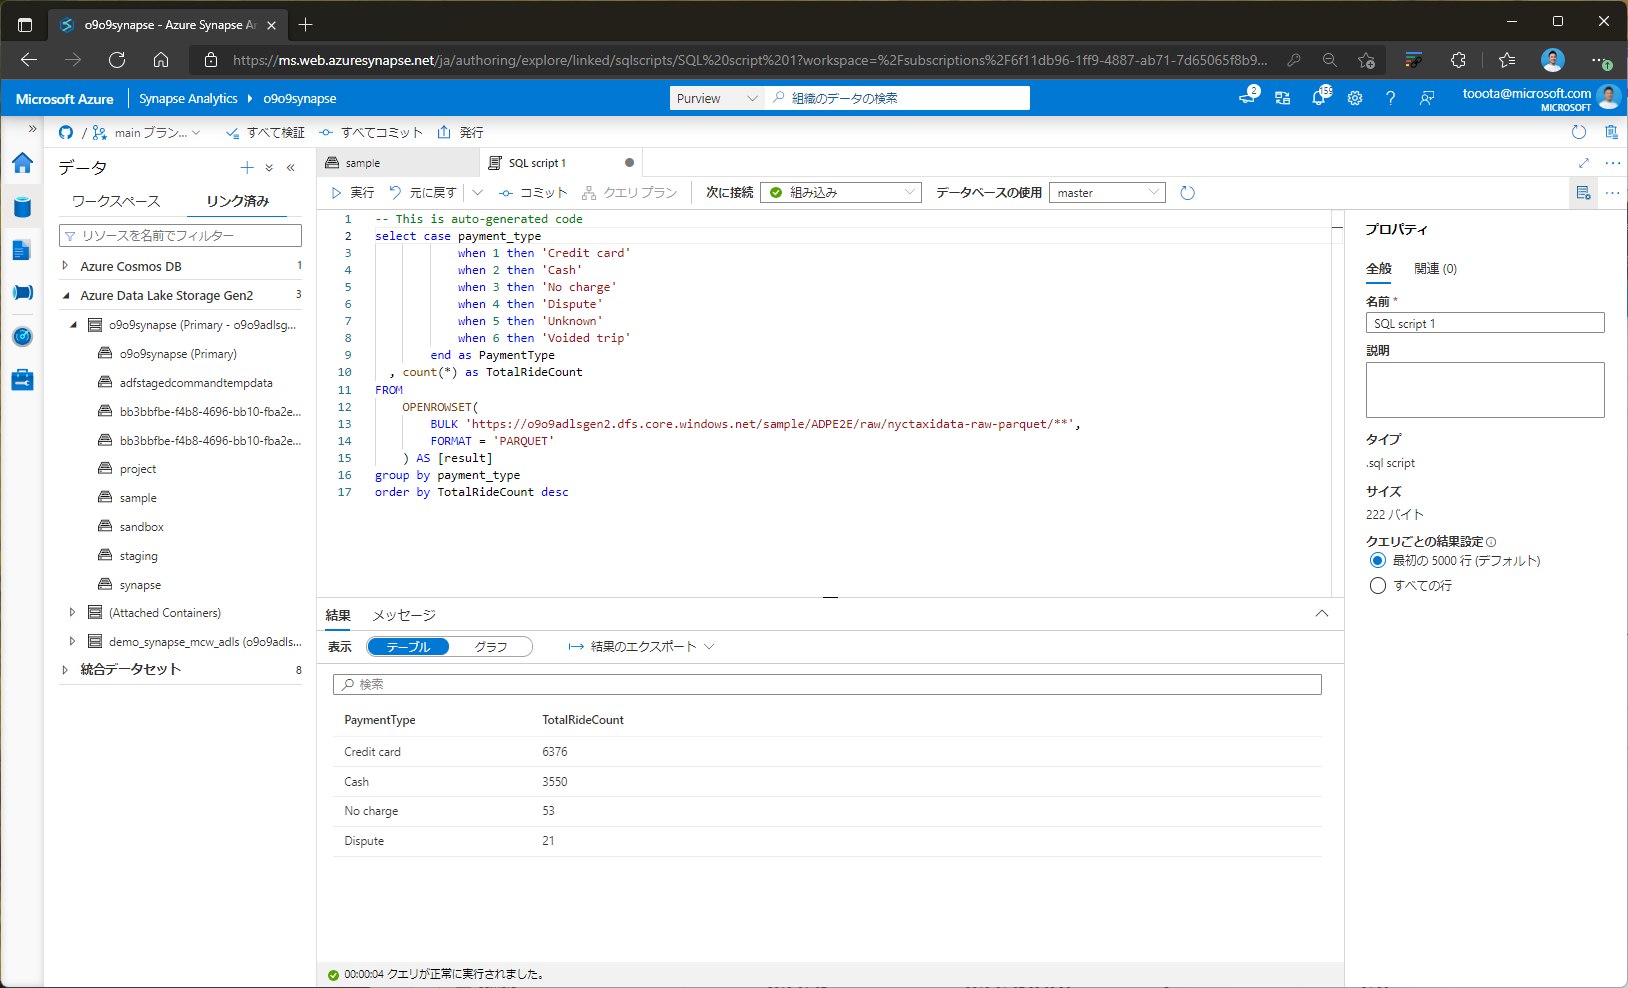 o9o9synapse - Azure Synapse An
https://ms.web.azuresynapse.net/ja/authoring/explore/linked/sqlscripts/SQL%20script%201?workspace=%2Fsubscriptions%2F6f11db96-1ff9-4887-ab71-7d65065f8b9...
Microsoft Azure
Synapse Analytics
o9o9synapse
Purview
組織のデータの検索
2
159
tooota@microsoft.com
MICROSOFT
/
main ブラン...
すべて検証
すべてコミット
発行
データ
ワークスペース
リンク済み
リソースを名前でフィルター
Azure Cosmos DB 1
Azure Data Lake Storage Gen2 3
o9o9synapse (Primary - o9o9adlsg...
o9o9synapse (Primary)
adfstagedcommandtempdata
bb3bbfbe-f4b8-4696-bb10-fba2e...
bb3bbfbe-f4b8-4696-bb10-fba2e...
project
sample
sandbox
staging
synapse
(Attached Containers)
demo_synapse_mcw_adls (o9o9adls...
統合データセット 8
sample
SQL script 1
実行
元に戻す
コミット
クエリ プラン
次に接続
組み込み
データベースの使用
master
1 -- This is auto-generated code
2 select case payment_type
3 when 1 then 'Credit card'
4 when 2 then 'Cash'
5 when 3 then 'No charge'
6 when 4 then 'Dispute'
7 when 5 then 'Unknown'
8 when 6 then 'Voided trip'
9 end as PaymentType
10 , count(*) as TotalRideCount
11 FROM
12 OPENROWSET(
13 BULK 'https://o9o9adlsgen2.dfs.core.windows.net/sample/ADPE2E/raw/nyctaxidata-raw-parquet/**',
14 FORMAT = 'PARQUET'
15 ) AS [result]
16 group by payment_type
17 order by TotalRideCount desc
結果
メッセージ
表示
テーブル
グラフ
結果のエクスポート
検索
PaymentType TotalRideCount
Credit card 6376
Cash 3550
No charge 53
Dispute 21
00:00:04 クエリが正常に実行されました。
プロパティ
全般
関連 (0)
名前 *
SQL script 1
説明
タイプ
.sql script
サイズ
222 バイト
クエリごとの結果設定
最初の 5000 行 (デフォルト)
すべての行